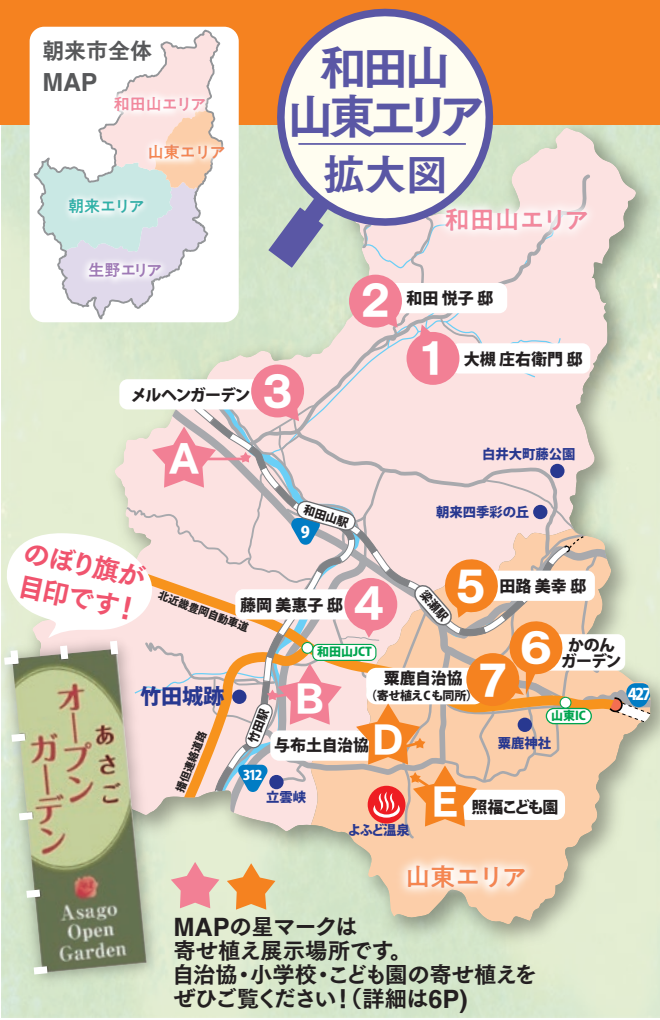 朝来市全体
MAP
和田山エリア
山東エリア
朝来エリア
生野エリア
和田山
山東エリア
拡大図
和田山エリア
2
和田 悦子 邸
1
大槻 庄右衛門 邸
メルヘンガーデン
3
A
白井大町藤公園
朝来四季彩の丘
和田山駅
9
のぼり旗が
目印です!
北近畿豊岡自動車道
藤岡 美惠子 邸
4
梁瀬駅
5
田路 美幸 邸
6
かのん
ガーデン
和田山JCT
粟鹿自治協
(寄せ植えCも同所)
7
竹田城跡
B
427
山東IC
粟鹿神社
竹田駅
与布土自治協
D
播但連絡道路
312
立雲峡
E
照福こども園
よふど温泉
山東エリア
あさご
オープン
ガーデン
Asago
Open
Garden
MAPの星マークは
寄せ植え展示場所です。
自治協・小学校・こども園の寄せ植えを
ぜひご覧ください!(詳細は6P)